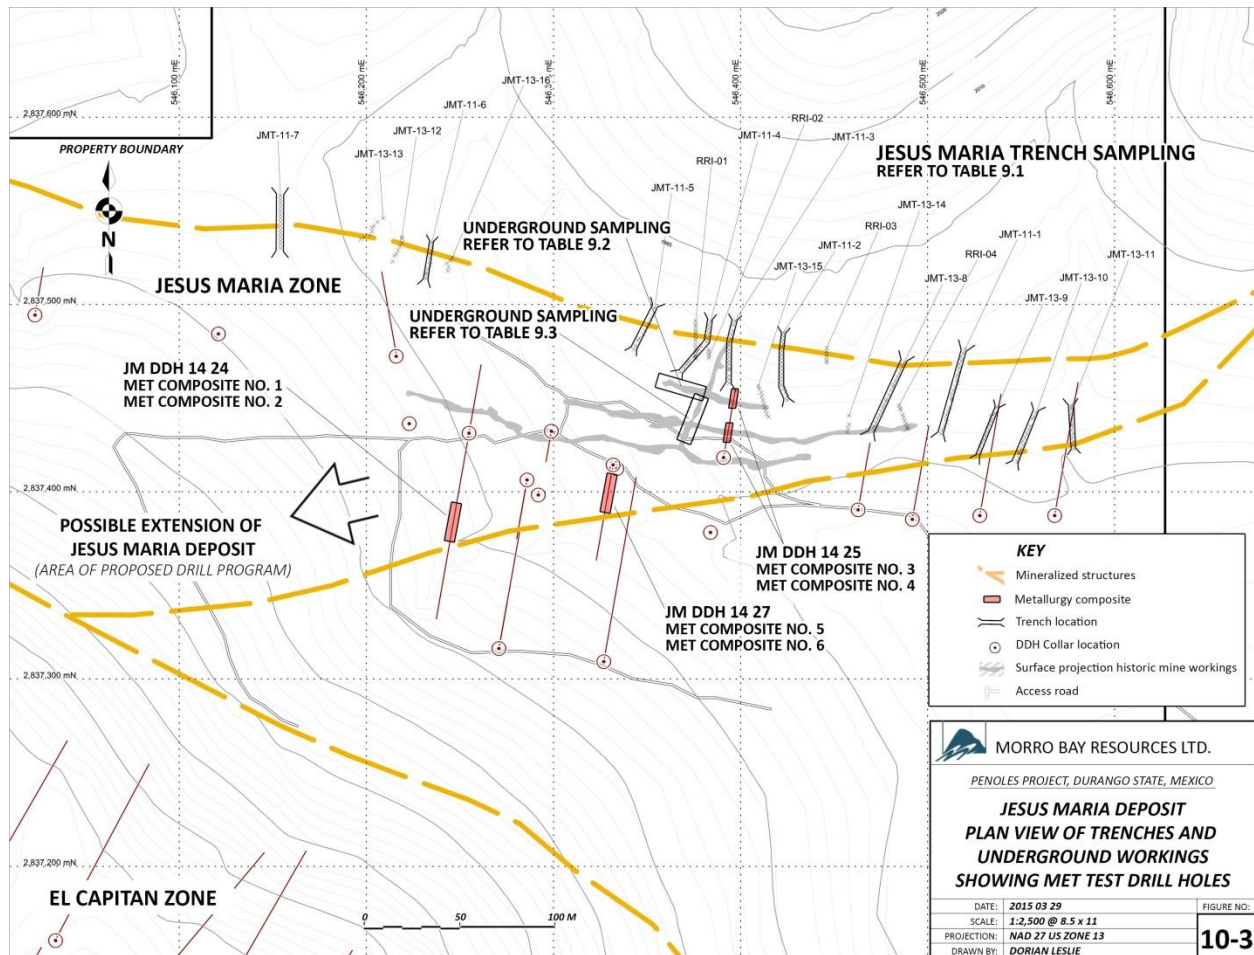 546,100 mE
546,200 mE
546,300 mE
546,400 mE
546,500 mE
546,600 mE
2020
2010
1985
2,837,600 mN
2,837,500 mN
2,837,400 mN
2,837,300 mN
2,837,200 mN
PROPERTY BOUNDARY
N
JMT-11-7
JMT-13-13
JMT-13-12
JMT-11-6
JMT-13-16
JMT-11-5
RRI-01
JMT-11-4
RRI-02
JMT-11-3
JMT-13-15
JMT-11-2
RRI-03
JMT-13-14
JMT-13-8
RRI-04
JMT-11-1
JMT-13-9
JMT-13-10
JMT-13-11
JESUS MARIA TRENCH SAMPLING
REFER TO TABLE 9.1
UNDERGROUND SAMPLING
REFER TO TABLE 9.2
JESUS MARIA ZONE
UNDERGROUND SAMPLING
REFER TO TABLE 9.3
JM DDH 14 24
MET COMPOSITE NO. 1
MET COMPOSITE NO. 2
POSSIBLE EXTENSION OF
JESUS MARIA DEPOSIT
(AREA OF PROPOSED DRILL PROGRAM)
JM DDH 14 25
MET COMPOSITE NO. 3
MET COMPOSITE NO. 4
JM DDH 14 27
MET COMPOSITE NO. 5
MET COMPOSITE NO. 6
EL CAPITAN ZONE
0 50 100 M
KEY
Mineralized structures
Metallurgy composite
Trench location
DDH Collar location
Surface projection historic mine workings
Access road
MORRO BAY RESOURCES LTD.
PENOLES PROJECT, DURANGO STATE, MEXICO
JESUS MARIA DEPOSIT
PLAN VIEW OF TRENCHES AND
UNDERGROUND WORKINGS
SHOWING MET TEST DRILL HOLES
DATE: 2015 03 29
SCALE: 1:2,500 @ 8.5 x 11
PROJECTION: NAD 27 US ZONE 13
DRAWN BY: DORIAN LESLIE
FIGURE NO:
10-3